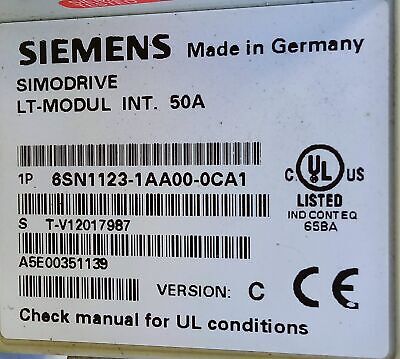 SIEMENS Made in Germany
SIMODRIVE
LT-MODUL INT. 50A
1P 6SN1123-1AA00-0CA1
C UL US
LISTED
IND CONT EQ
65BA
S T-V12017987
A5E00351139
VERSION: C CE
Check manual for UL conditions